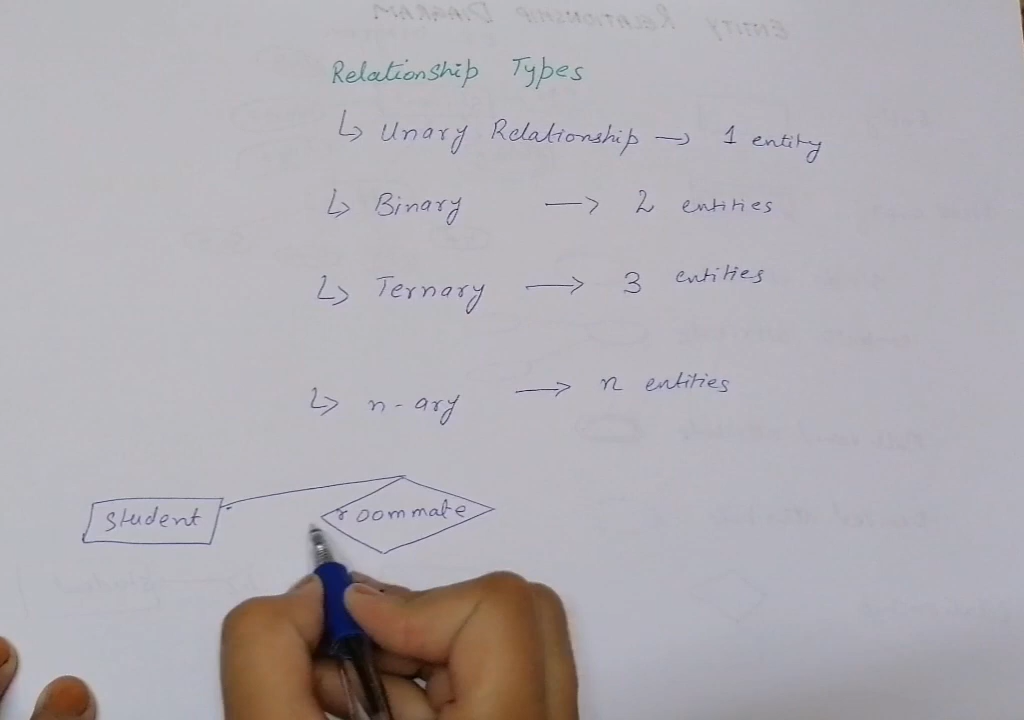 Relationship Types
↳ Unary Relationship → 1 entity
↳ Binary → 2 entities
↳ Ternary → 3 entities
↳ n-ary → n entities
Student roommate